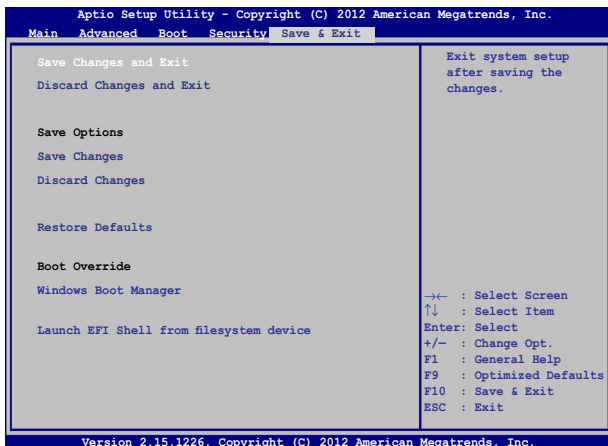 Aptio Setup Utility - Copyright (C) 2012 American Megatrends, Inc.
Main Advanced Boot Security Save & Exit
Save Changes and Exit
Discard Changes and Exit
Save Options
Save Changes
Discard Changes
Restore Defaults
Boot Override
Windows Boot Manager
Launch EFI Shell from filesystem device
Exit system setup
after saving the
changes.
→← : Select Screen
↑↓ : Select Item
Enter: Select
+/− : Change Opt.
F1 : General Help
F9 : Optimized Defaults
F10 : Save & Exit
ESC : Exit
Version 2.15.1226. Copyright (C) 2012 American Megatrends, Inc.